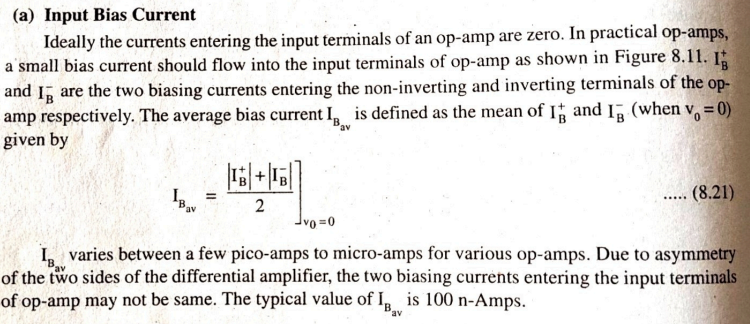 (a) Input Bias Current
Ideally the currents entering the input terminals of an op-amp are zero. In practical op-amps,
a small bias current should flow into the input terminals of op-amp as shown in Figure 8.11. I_B^+
and I_B^- are the two biasing currents entering the non-inverting and inverting terminals of the op-
amp respectively. The average bias current I_{B_{av}} is defined as the mean of I_B^+ and I_B^- (when v_0 = 0)
given by
I_{B_{av}} = \left. \frac{|I_B^+| + |I_B^-|}{2} \right]_{v_0 = 0} ..... (8.21)
I_{B_{av}} varies between a few pico-amps to micro-amps for various op-amps. Due to asymmetry
of the two sides of the differential amplifier, the two biasing currents entering the input terminals
of op-amp may not be same. The typical value of I_{B_{av}} is 100 n-Amps.